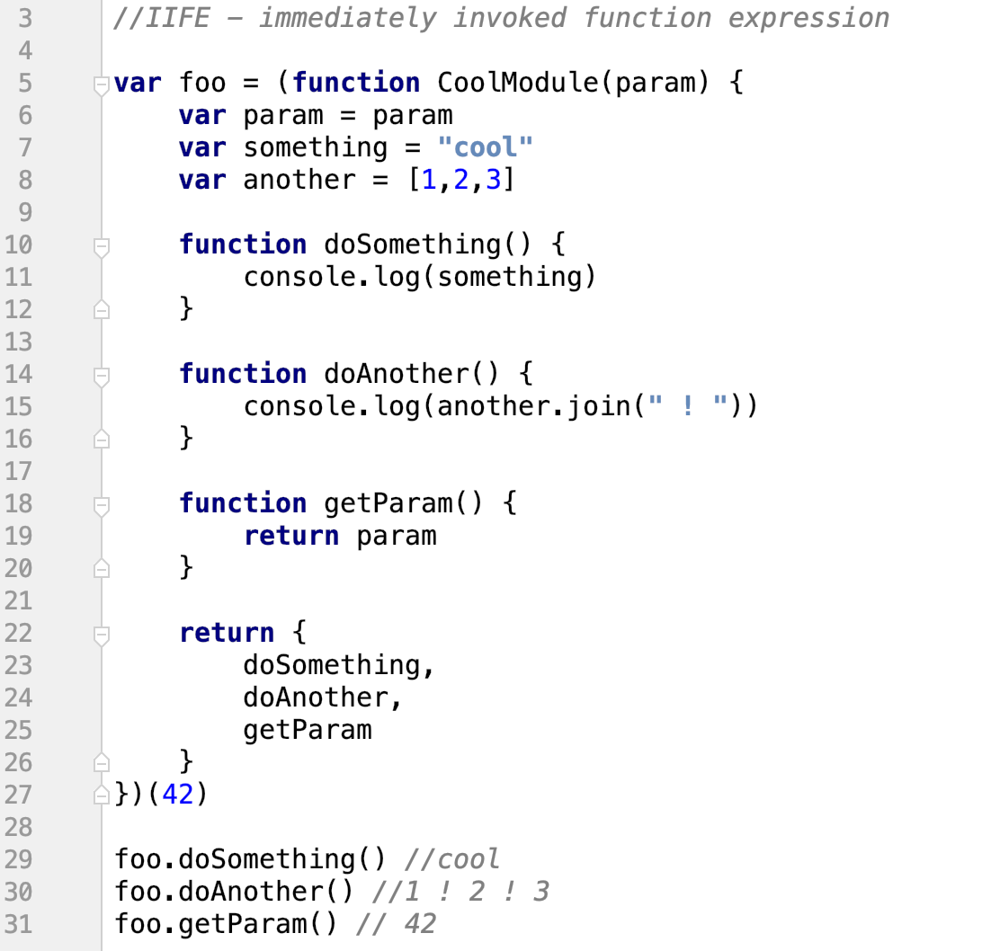 3 //IIFE – immediately invoked function expression
4
5 var foo = (function CoolModule(param) {
6     var param = param
7     var something = "cool"
8     var another = [1,2,3]
9
10     function doSomething() {
11         console.log(something)
12     }
13
14     function doAnother() {
15         console.log(another.join(" ! "))
16     }
17
18     function getParam() {
19         return param
20     }
21
22     return {
23         doSomething,
24         doAnother,
25         getParam
26     }
27 })(42)
28
29 foo.doSomething() //cool
30 foo.doAnother() //1 ! 2 ! 3
31 foo.getParam() // 42